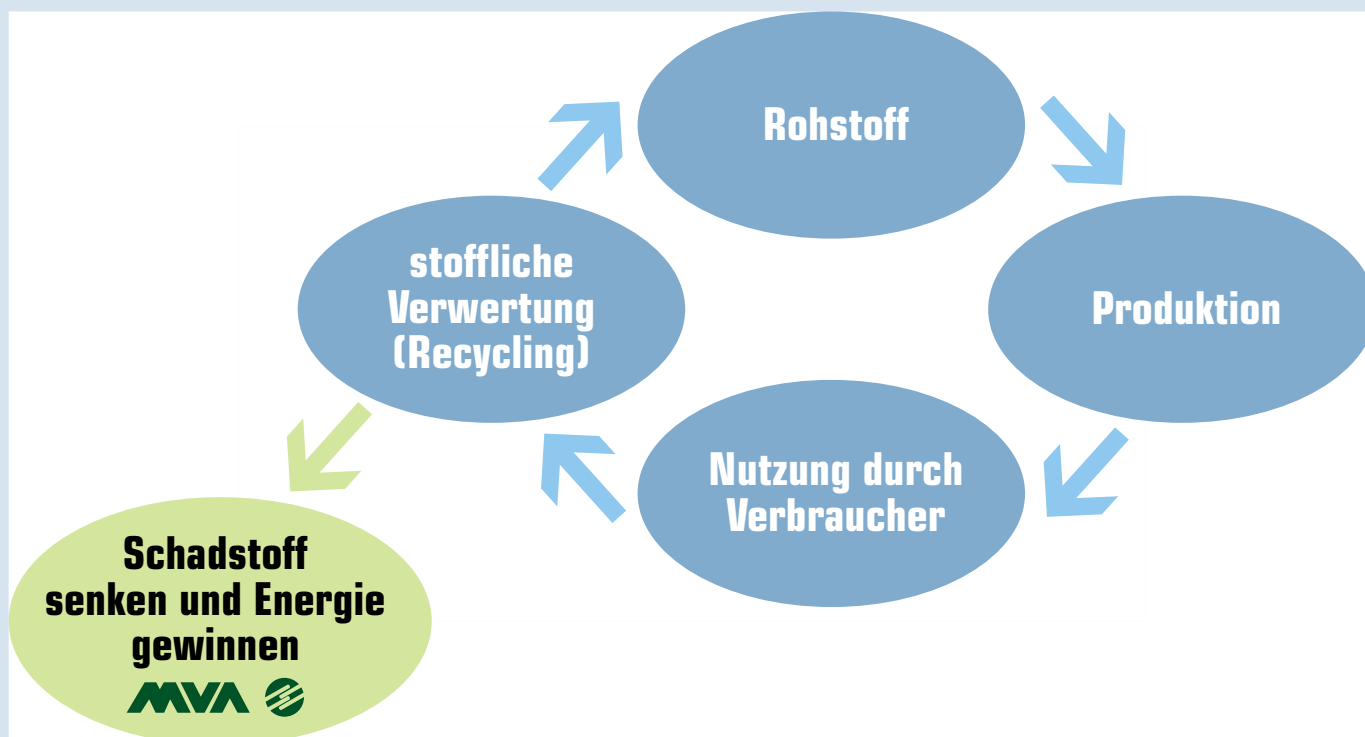 Rohstoff
stoffliche
Verwertung
(Recycling)
Produktion
Nutzung durch
Verbraucher
Schadstoff
senken und Energie
gewinnen
MVA